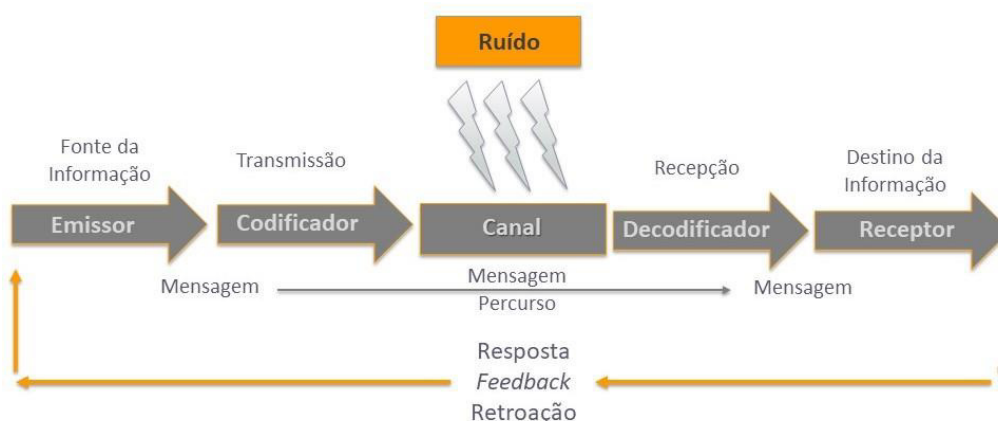 Ruído
Fonte da
Informação
Transmissão
Recepção
Destino da
Informação
Emissor
Codificador
Canal
Decodificador
Receptor
Mensagem
Mensagem
Percurso
Mensagem
Resposta
Feedback
Retroação